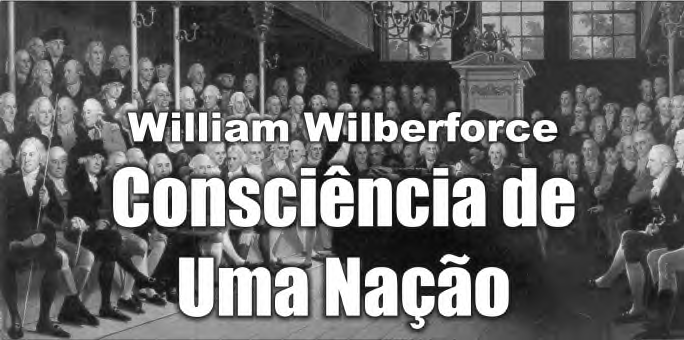 William Wilberforce
Consciência de
Uma Nação